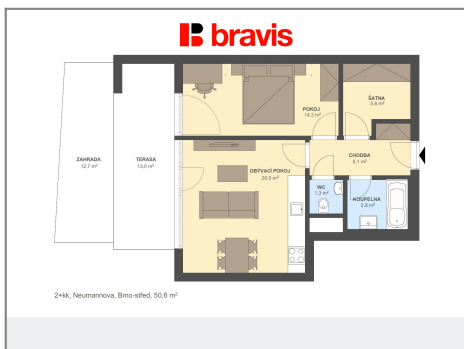 bravis
ŠATNA
5,6 m²
POKOJ
14,3 m²
ZAHRADA
12,7 m²
TERASA
13,0 m²
CHODBA
5,1 m²
OBÝVACÍ POKOJ
20,5 m²
WC
1,3 m²
KOUPELNA
3,8 m²
2+kk, Neumannova, Brno-střed, 50,6 m²